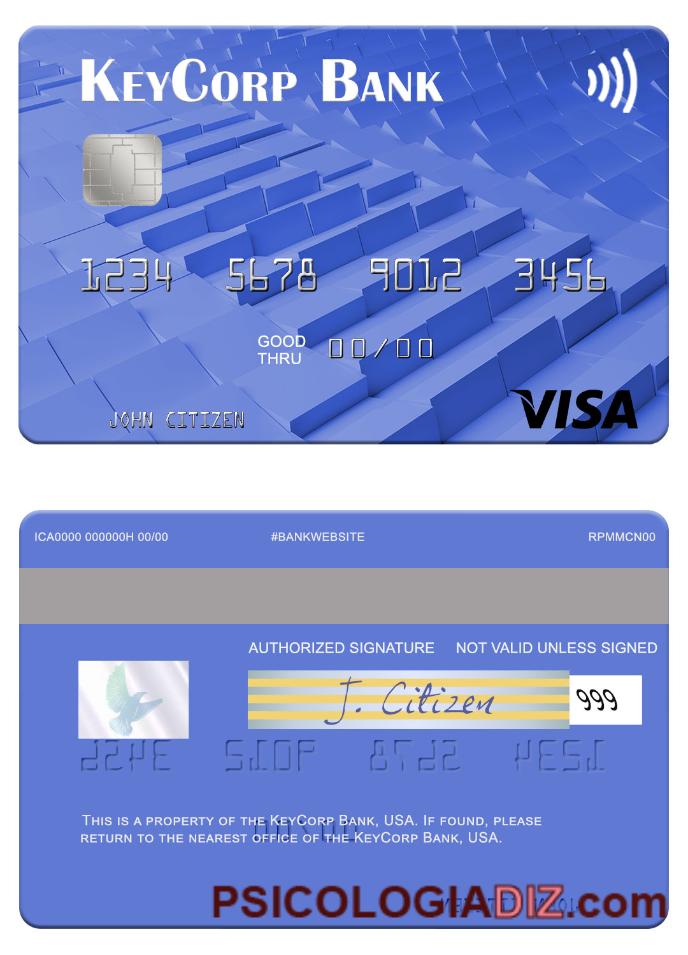 KEYCORP BANK
1234 5678 9012 3456
GOOD THRU 00/00
JOHN CITIZEN
VISA
ICA0000 000000H 00/00 #BANKWEBSITE RPMMCN00
AUTHORIZED SIGNATURE NOT VALID UNLESS SIGNED
J. Citizen 999
THIS IS A PROPERTY OF THE KEYCORP BANK, USA. IF FOUND, PLEASE
RETURN TO THE NEAREST OFFICE OF THE KEYCORP BANK, USA.
PSICOLOGIADIZ.com